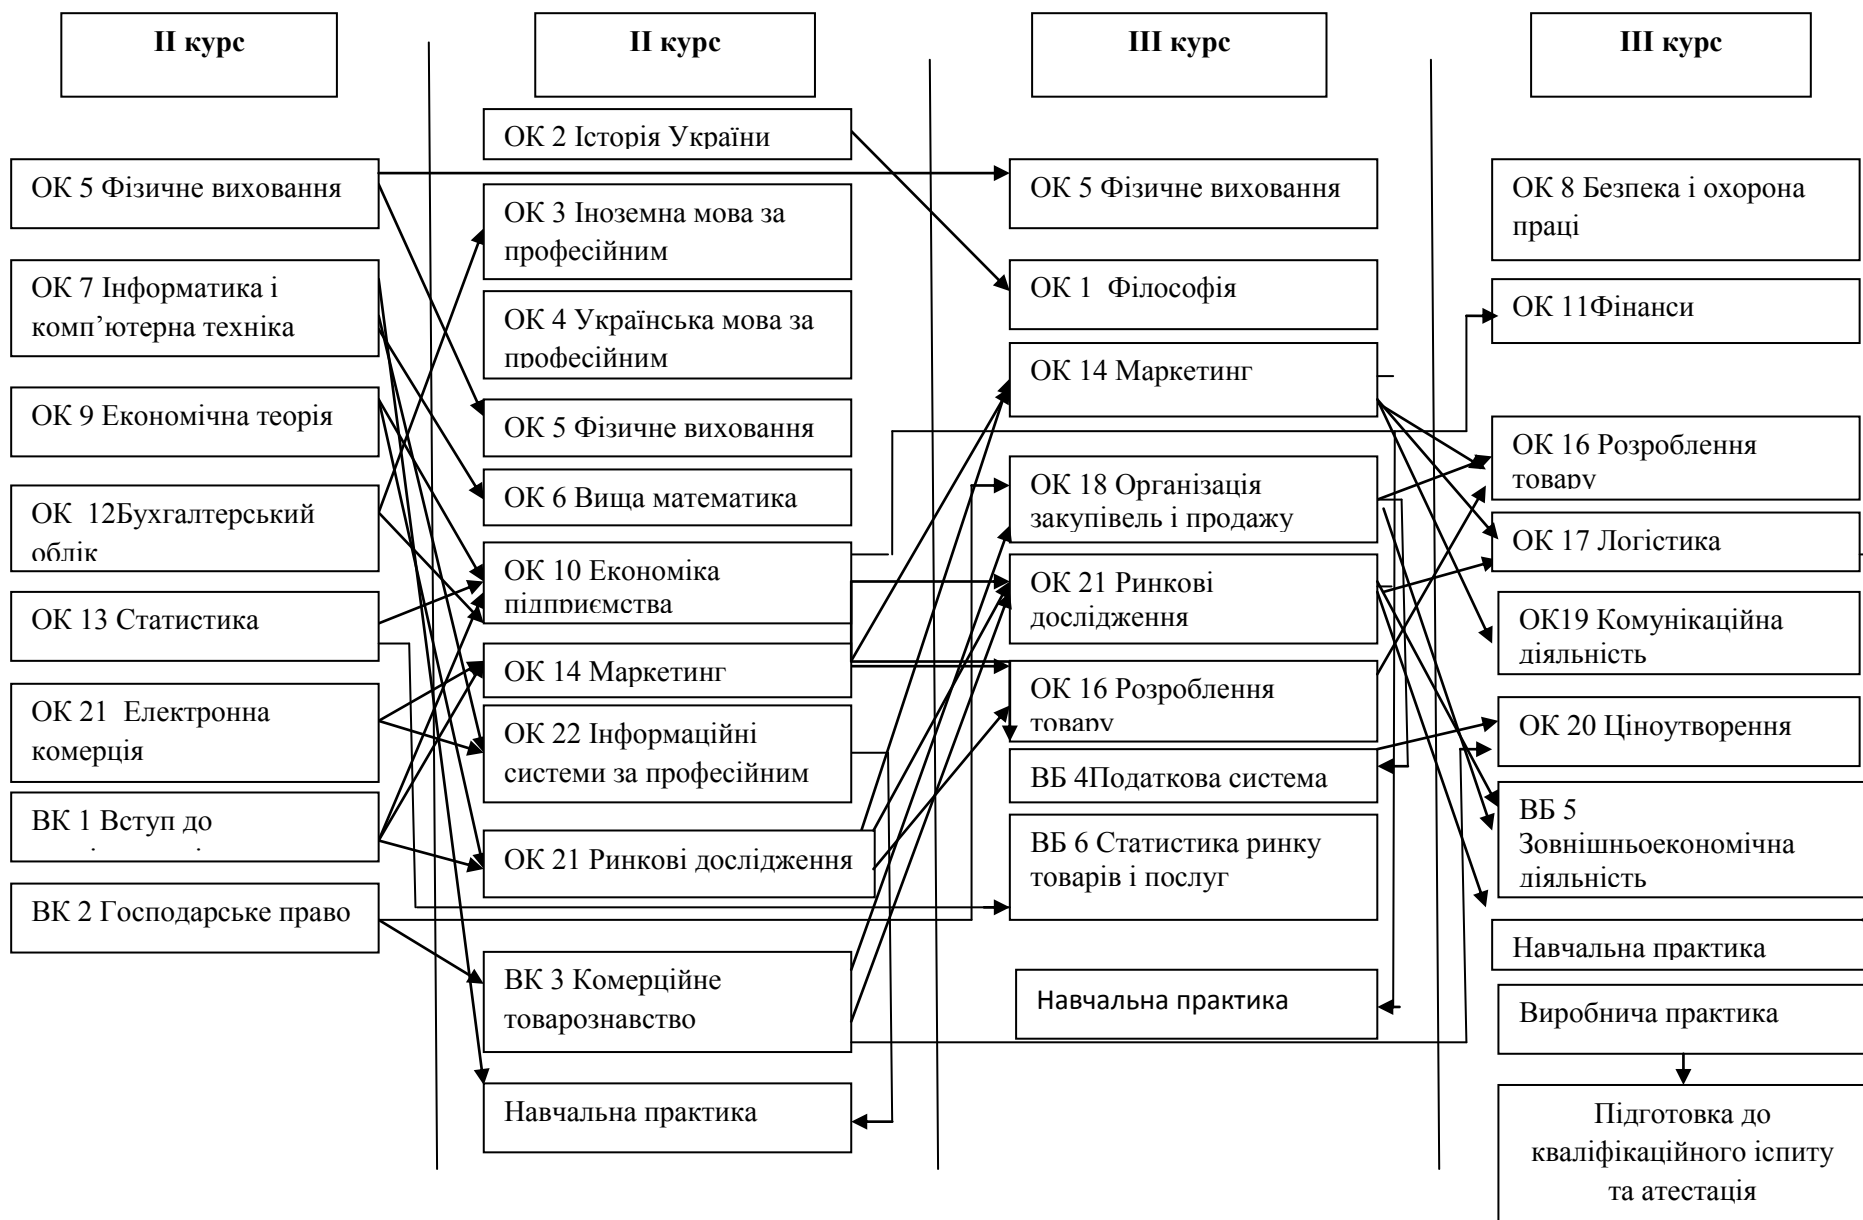 ІІ курс
ОК 5 Фізичне виховання
ОК 7 Інформатика і
комп’ютерна техніка
ОК 9 Економічна теорія
ОК  12Бухгалтерський
облік
ОК 13 Статистика
ОК 21  Електронна
комерція
ВК 1 Вступ до
ВК 2 Господарське право
ІІ курс
ОК 2 Історія України
ОК 3 Іноземна мова за
професійним
ОК 4 Українська мова за
професійним
ОК 5 Фізичне виховання
ОК 6 Вища математика
ОК 10 Економіка
підприємства
ОК 14 Маркетинг
ОК 22 Інформаційні
системи за професійним
ОК 21 Ринкові дослідження
ВК 3 Комерційне
товарознавство
Навчальна практика
ІІІ курс
ОК 5 Фізичне виховання
ОК 1  Філософія
ОК 14 Маркетинг
ОК 18 Організація
закупівель і продажу
ОК 21 Ринкові
дослідження
ОК 16 Розроблення
товару
ВБ 4Податкова система
ВБ 6 Статистика ринку
товарів і послуг
Навчальна практика
ІІІ курс
ОК 8 Безпека і охорона
праці
ОК 11Фінанси
ОК 16 Розроблення
товару
ОК 17 Логістика
ОК19 Комунікаційна
діяльність
ОК 20 Ціноутворення
ВБ 5
Зовнішньоекономічна
діяльність
Навчальна практика
Виробнича практика
Підготовка до
кваліфікаційного іспиту
та атестація